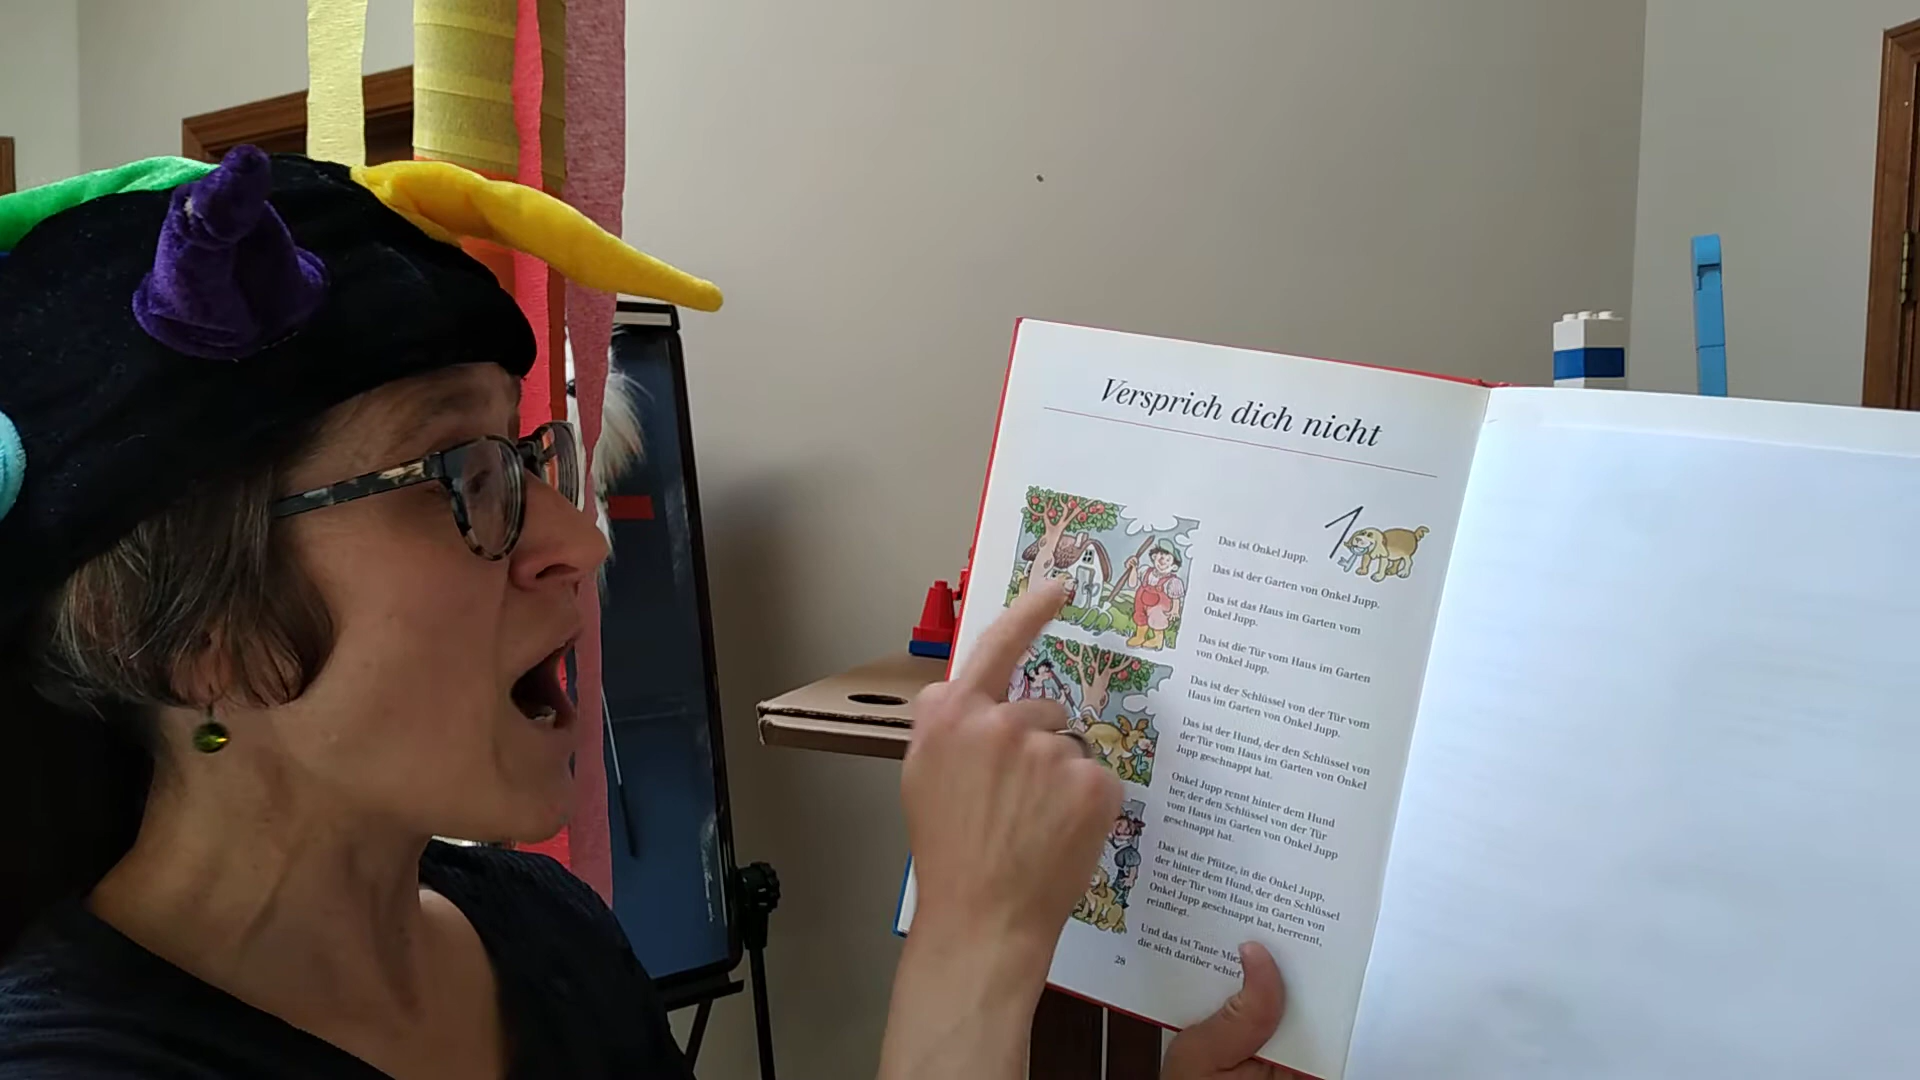 Versprich dich nicht
Das ist Onkel Jupp.
Das ist der Garten von Onkel Jupp.
Das ist das Haus im Garten vom
Onkel Jupp.
Das ist die Tür vom Haus im Garten
von Onkel Jupp.
Das ist der Schlüssel von der Tür vom
Haus im Garten von Onkel Jupp.
Das ist der Hund, der den Schlüssel von
der Tür vom Haus im Garten von Onkel
Jupp geschnappt hat.
Onkel Jupp rennt hinter dem Hund
her, der den Schlüssel von der Tür
vom Haus im Garten von Onkel Jupp
geschnappt hat.
Das ist die Pfütze, in die Onkel Jupp,
der hinter dem Hund, der den Schlüssel
von der Tür vom Haus im Garten von
Onkel Jupp geschnappt hat, herrennt,
reinfliegt.
Und das ist Tante
die sich darüber schief
28